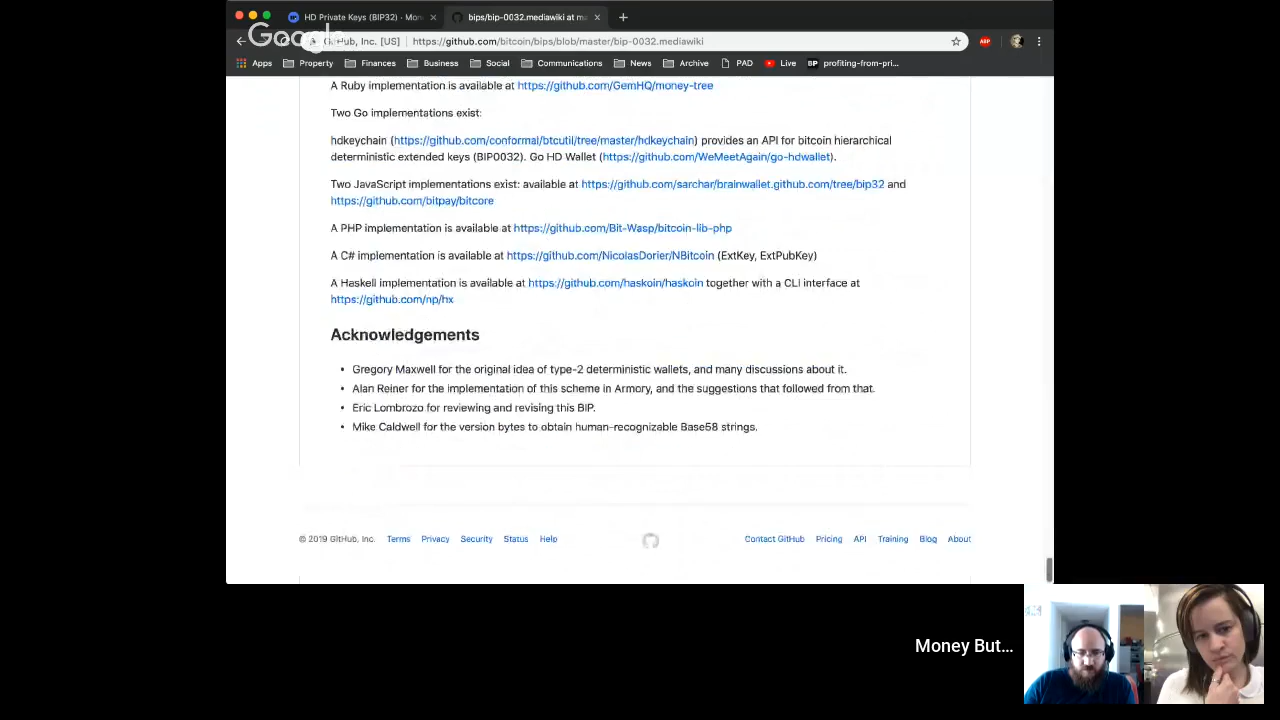 HD Private Keys (BIP32) · Mon
bips/bip-0032.mediawiki at ma
Google
GitHub, Inc. [US]
https://github.com/bitcoin/bips/blob/master/bip-0032.mediawiki
ABP
Apps Property Finances Business Social Communications News Archive PAD Live BP profiting-from-pri...
A Ruby implementation is available at https://github.com/GemHQ/money-tree
Two Go implementations exist:
hdkeychain (https://github.com/conformal/btcutil/tree/master/hdkeychain) provides an API for bitcoin hierarchical
deterministic extended keys (BIP0032). Go HD Wallet (https://github.com/WeMeetAgain/go-hdwallet).
Two JavaScript implementations exist: available at https://github.com/sarchar/brainwallet.github.com/tree/bip32 and
https://github.com/bitpay/bitcore
A PHP implementation is available at https://github.com/Bit-Wasp/bitcoin-lib-php
A C# implementation is available at https://github.com/NicolasDorier/NBitcoin (ExtKey, ExtPubKey)
A Haskell implementation is available at https://github.com/haskoin/haskoin together with a CLI interface at
https://github.com/np/hx
Acknowledgements
• Gregory Maxwell for the original idea of type-2 deterministic wallets, and many discussions about it.
• Alan Reiner for the implementation of this scheme in Armory, and the suggestions that followed from that.
• Eric Lombrozo for reviewing and revising this BIP.
• Mike Caldwell for the version bytes to obtain human-recognizable Base58 strings.
© 2019 GitHub, Inc. Terms Privacy Security Status Help Contact GitHub Pricing API Training Blog About
Money But...